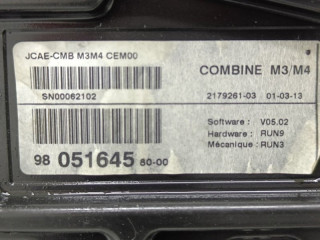 JCAE-CMB M3M4 CEM00
COMBINE M3/M4
SN00062102
2179261-03 01-03-13
Software : V05.02
Hardware : RUN9
Mécanique : RUN3
98 051645 80-00